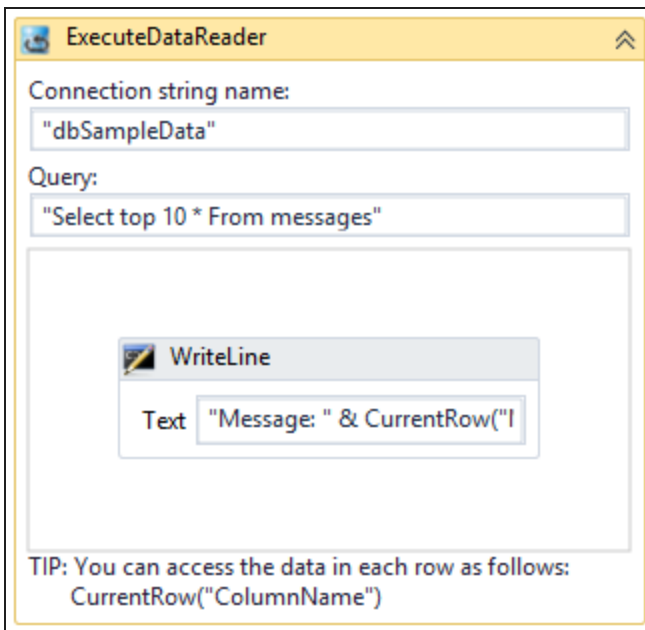 ExecuteDataReader
Connection string name:
"dbSampleData"
Query:
"Select top 10 * From messages"
WriteLine
Text "Message: " & CurrentRow("
TIP: You can access the data in each row as follows:
CurrentRow("ColumnName")